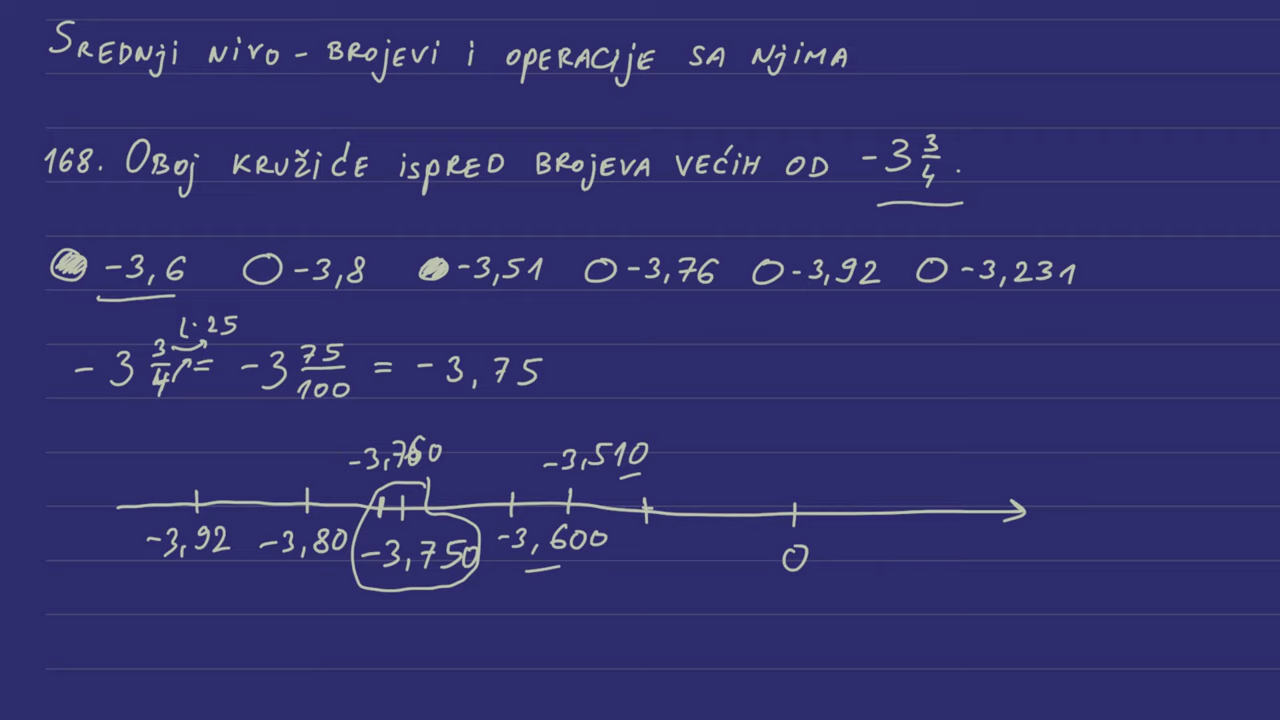 SREDNJI NIVO - BROJEVI I OPERACIJE SA NJIMA
168. OBOJ KRUŽIĆE ISPRED BROJEVA VEĆIH OD -3 3/4.
-3,6 -3,8 -3,51 -3,76 -3,92 -3,231
·25
-3 3/4 = -3 75/100 = -3,75
-3,760 -3,510
-3,92 -3,80 -3,750 -3,600 0